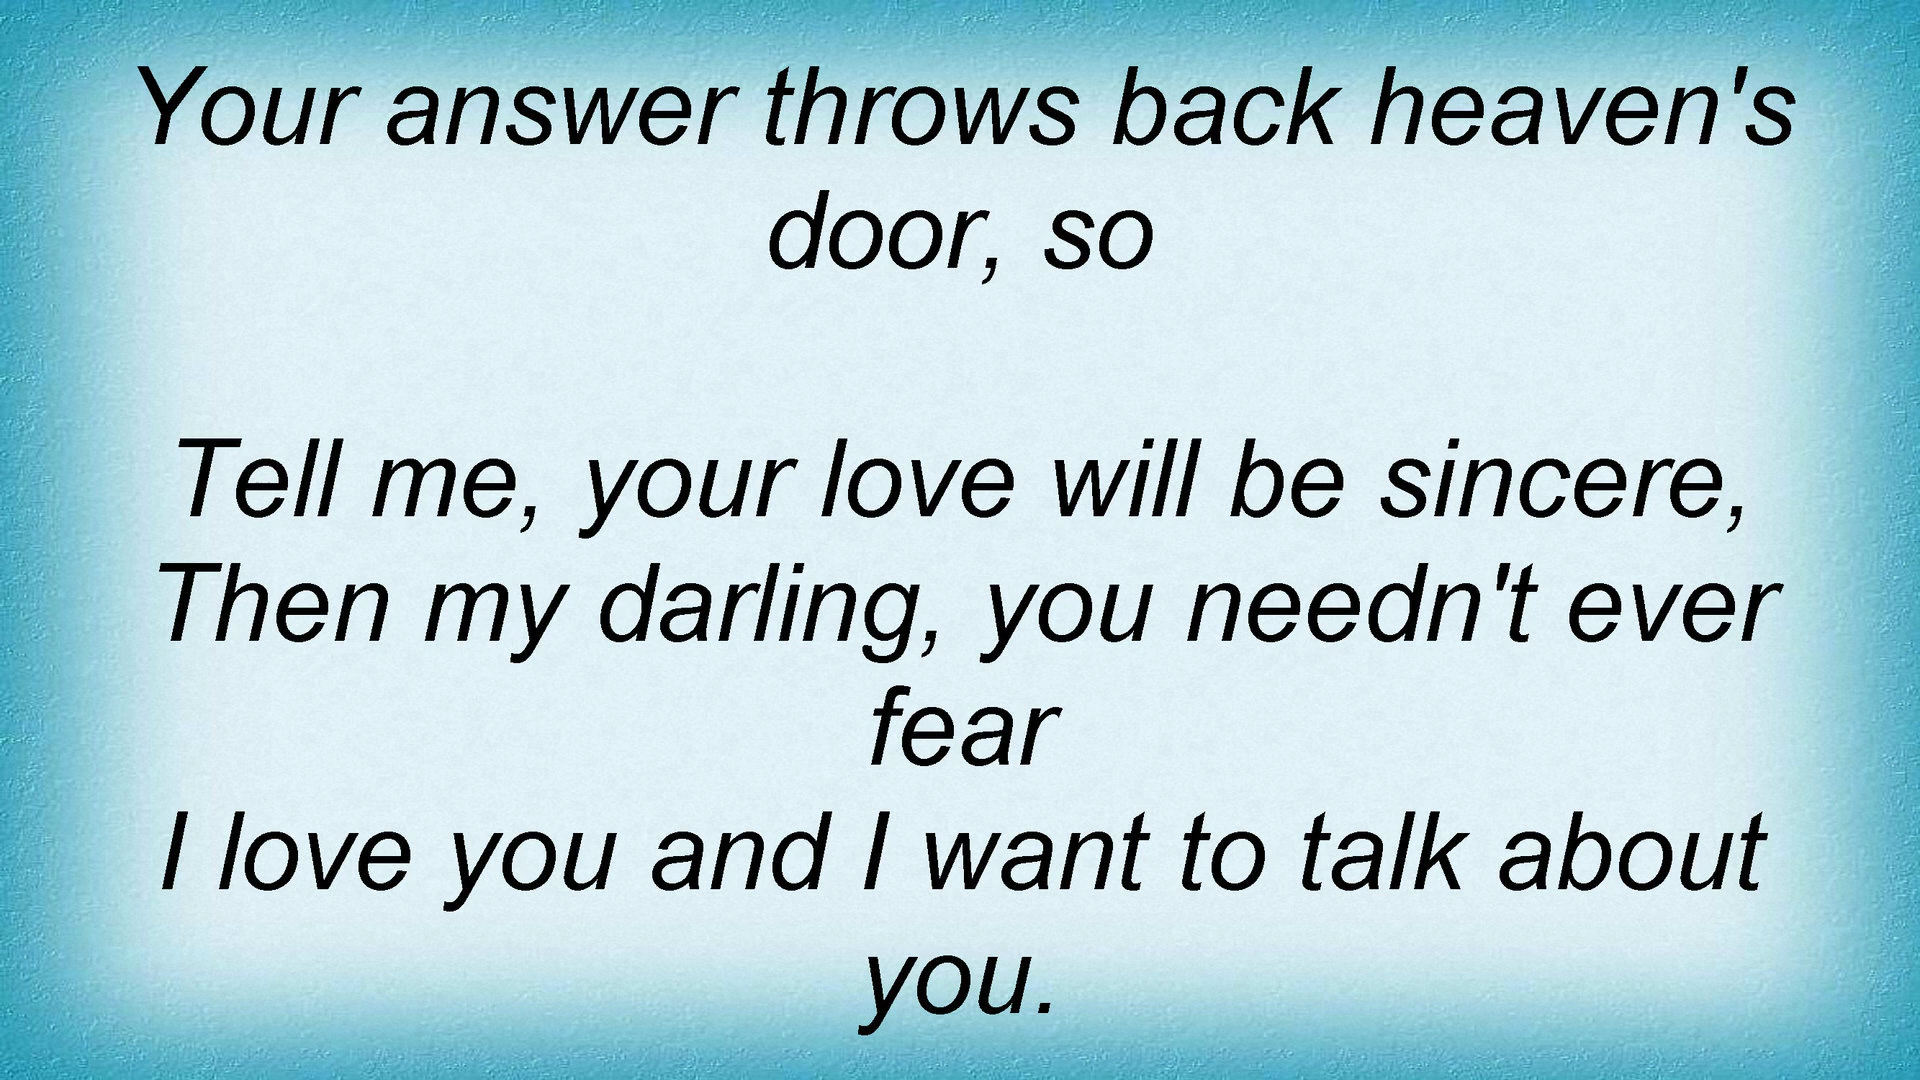 Your answer throws back heaven's
door, so
Tell me, your love will be sincere,
Then my darling, you needn't ever
fear
I love you and I want to talk about
you.